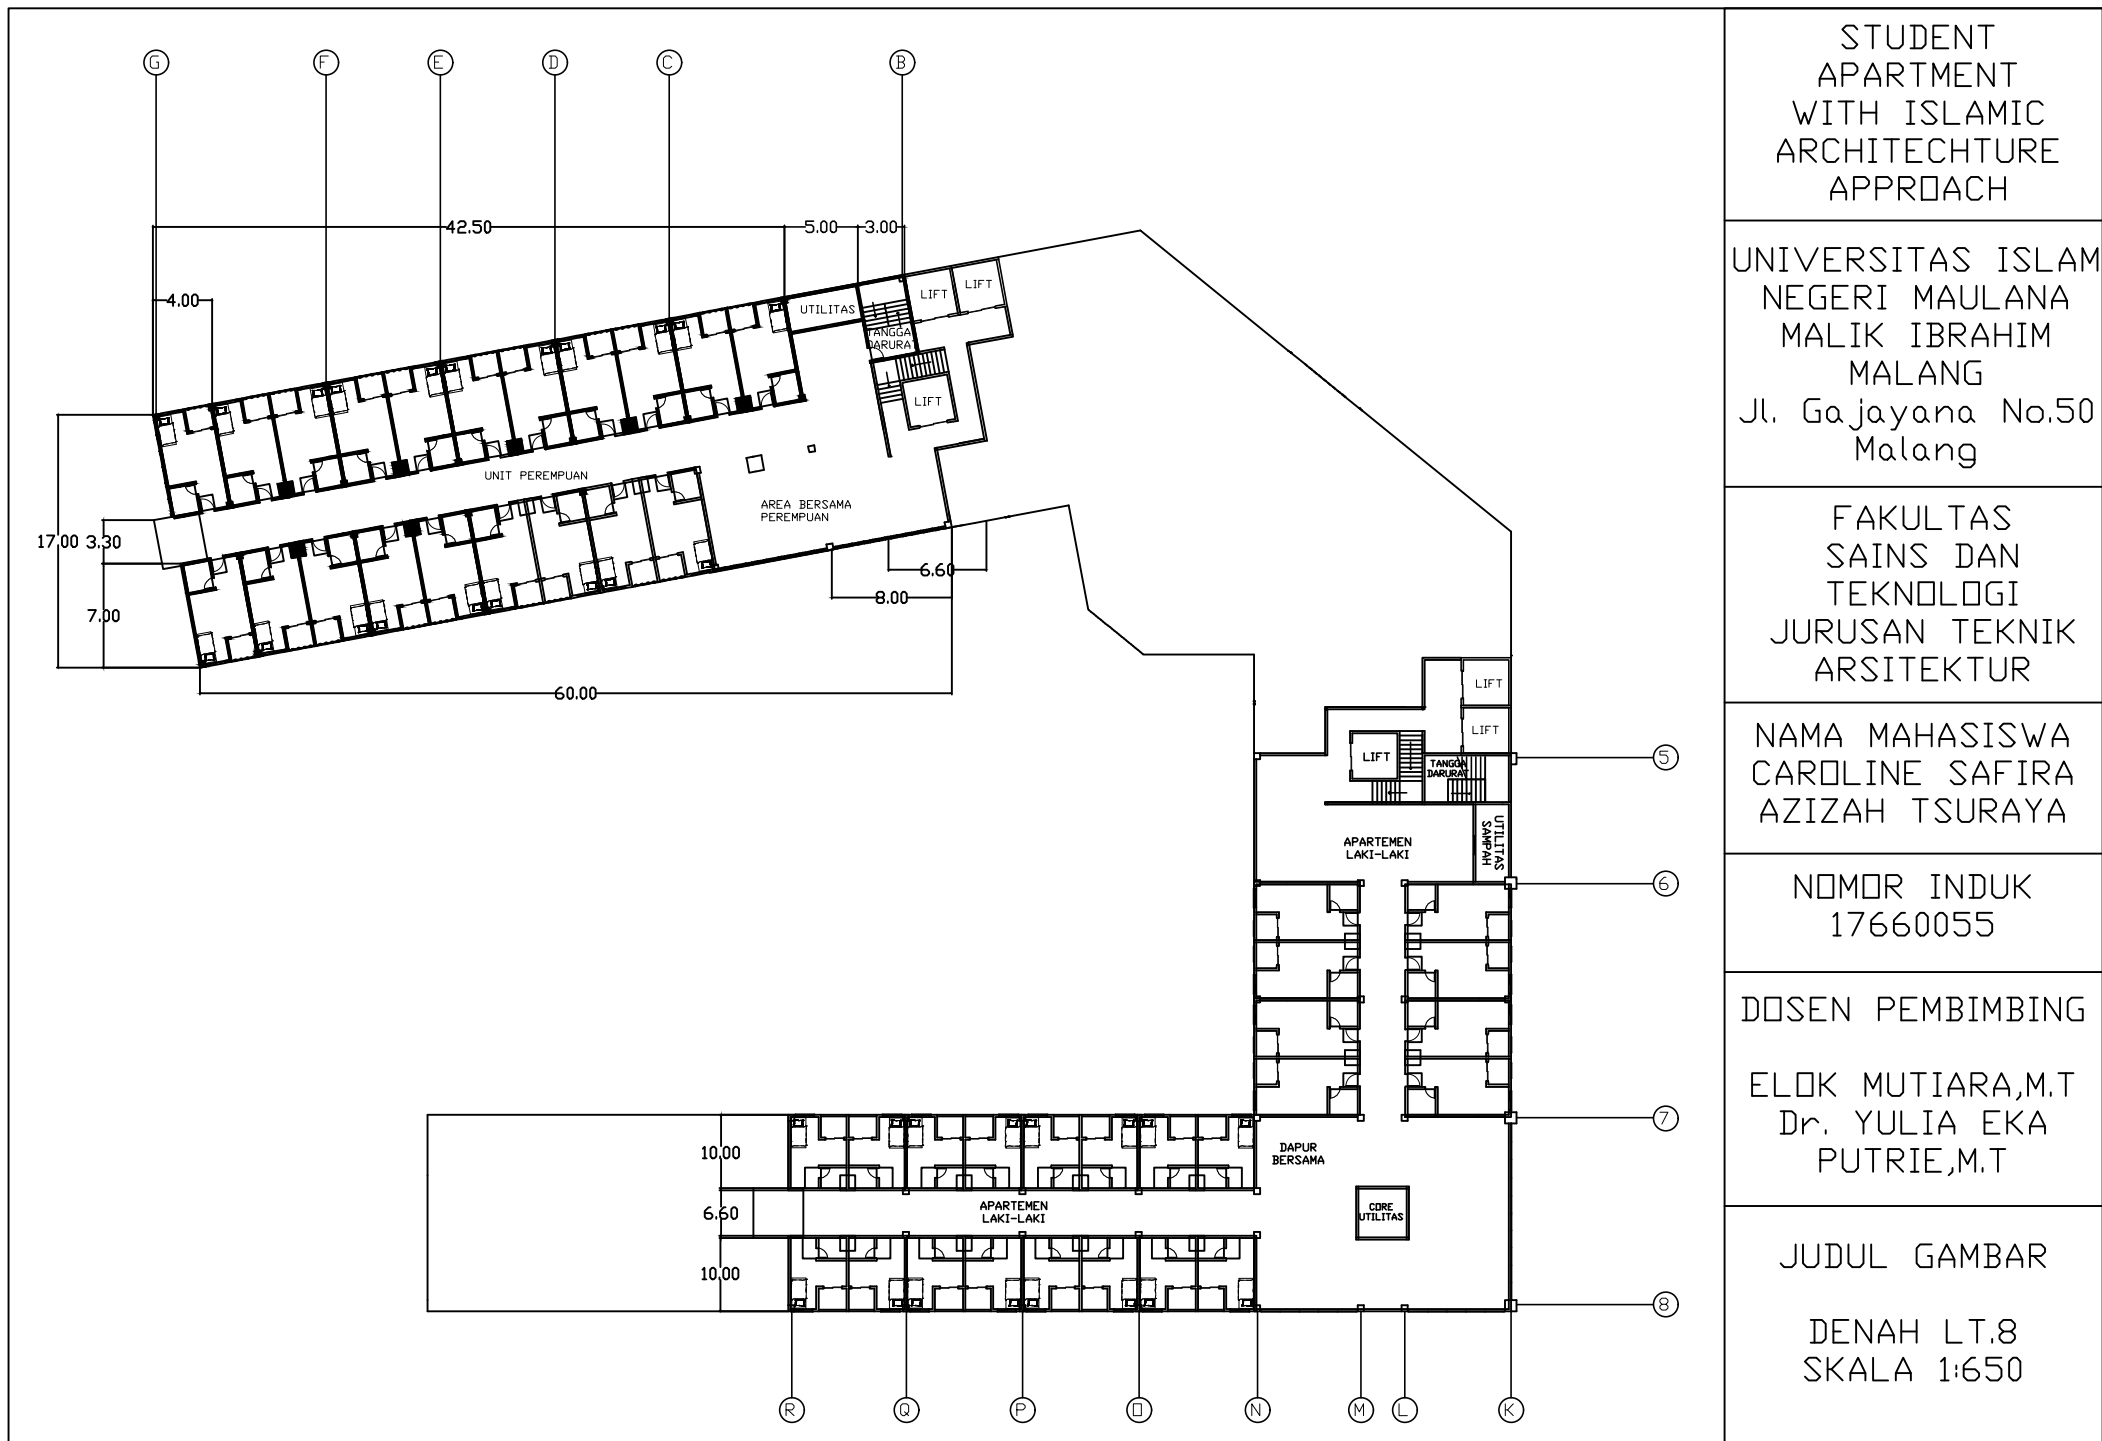 G
F
E
D
C
B
42.50
5.00
3.00
4.00
UTILITAS
LIFT
LIFT
TANGGA
DARURAT
LIFT
UNIT PEREMPUAN
AREA BERSAMA
PEREMPUAN
17.00
3.30
7.00
6.60
8.00
60.00
LIFT
LIFT
LIFT
TANGGA
DARURAT
5
UTILITAS
SAMPAH
APARTEMEN
LAKI-LAKI
6
7
DAPUR
BERSAMA
10.00
6.60
10.00
APARTEMEN
LAKI-LAKI
CORE
UTILITAS
8
R
Q
P
O
N
M
L
K
STUDENT
APARTMENT
WITH ISLAMIC
ARCHITECHTURE
APPROACH
UNIVERSITAS ISLAM
NEGERI MAULANA
MALIK IBRAHIM
MALANG
Jl. Gajayana No.50
Malang
FAKULTAS
SAINS DAN
TEKNOLOGI
JURUSAN TEKNIK
ARSITEKTUR
NAMA MAHASISWA
CAROLINE SAFIRA
AZIZAH TSURAYA
NOMOR INDUK
17660055
DOSEN PEMBIMBING
ELOK MUTIARA,M.T
Dr. YULIA EKA
PUTRIE,M.T
JUDUL GAMBAR
DENAH LT.8
SKALA 1:650